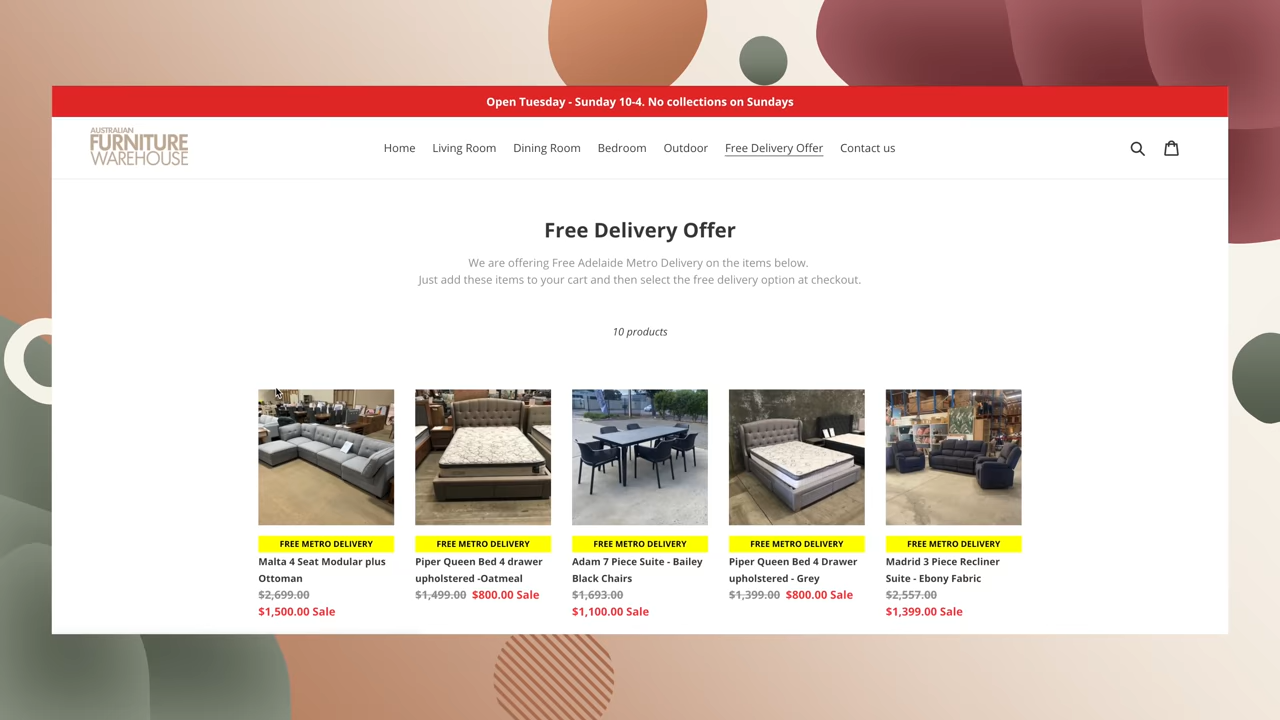 Open Tuesday - Sunday 10-4. No collections on Sundays
AUSTRALIAN
FURNITURE
WAREHOUSE
Home Living Room Dining Room Bedroom Outdoor Free Delivery Offer Contact us
Free Delivery Offer
We are offering Free Adelaide Metro Delivery on the items below.
Just add these items to your cart and then select the free delivery option at checkout.
10 products
FREE METRO DELIVERY
Malta 4 Seat Modular plus
Ottoman
$2,699.00
$1,500.00 Sale
FREE METRO DELIVERY
Piper Queen Bed 4 drawer
upholstered -Oatmeal
$1,499.00 $800.00 Sale
FREE METRO DELIVERY
Adam 7 Piece Suite - Bailey
Black Chairs
$1,693.00
$1,100.00 Sale
FREE METRO DELIVERY
Piper Queen Bed 4 Drawer
upholstered - Grey
$1,399.00 $800.00 Sale
FREE METRO DELIVERY
Madrid 3 Piece Recliner
Suite - Ebony Fabric
$2,557.00
$1,399.00 Sale